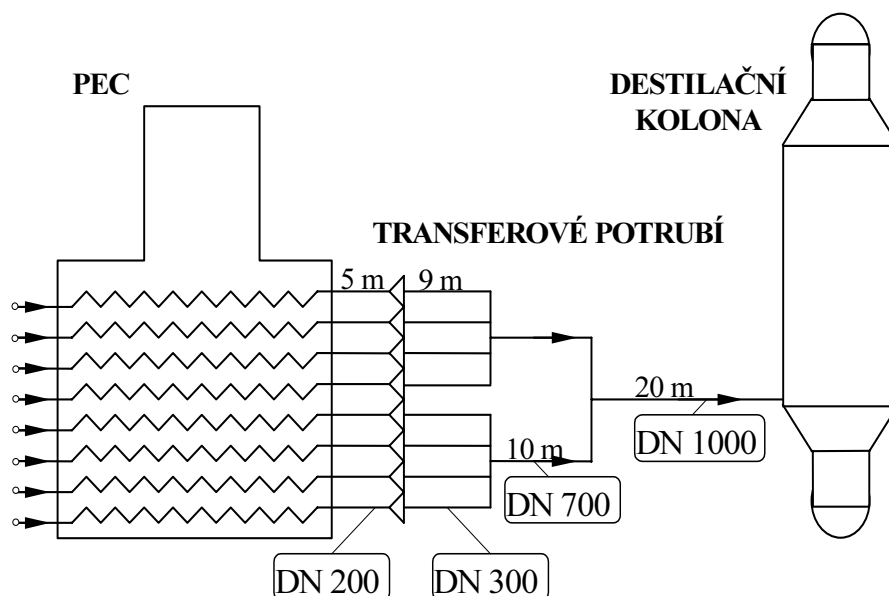 PEC
DESTILAČNÍ
KOLONA
TRANSFEROVÉ POTRUBÍ
5 m
9 m
20 m
DN 1000
10 m
DN 700
DN 200
DN 300